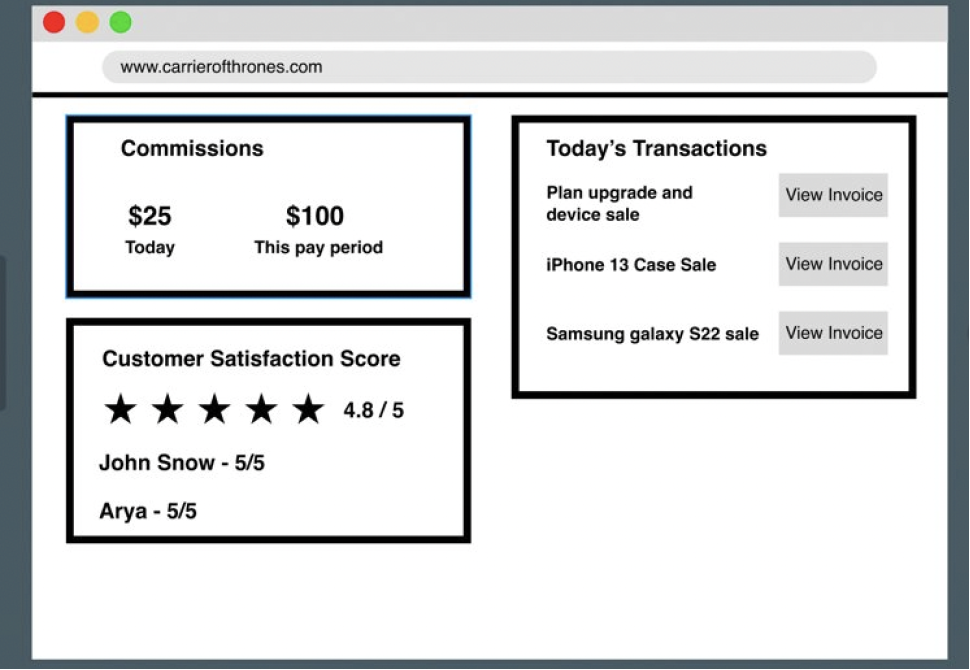 www.carrierofthrones.com
Commissions
$25
Today
$100
This pay period
Customer Satisfaction Score
4.8 / 5
John Snow - 5/5
Arya - 5/5
Today’s Transactions
Plan upgrade and
device sale
View Invoice
iPhone 13 Case Sale
View Invoice
Samsung galaxy S22 sale
View Invoice